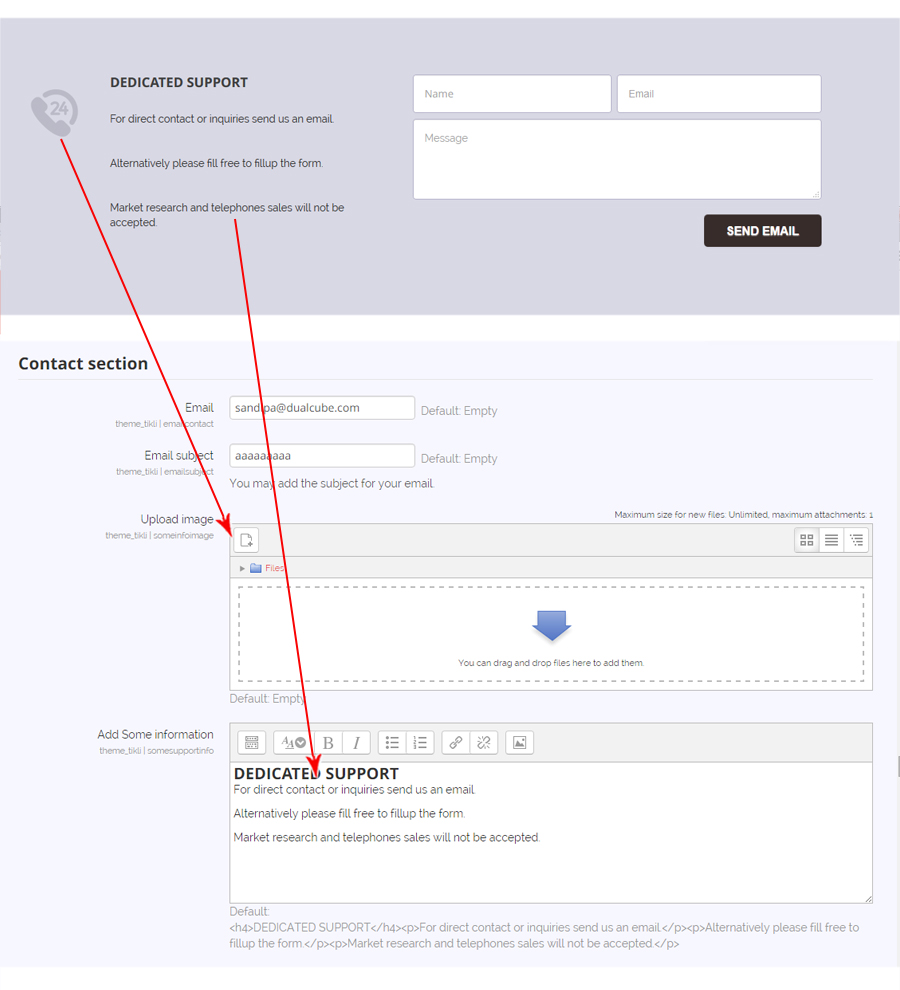 24
DEDICATED SUPPORT
For direct contact or inquiries send us an email.
Alternatively please fill free to fillup the form.
Market research and telephones sales will not be
accepted.
Name
Email
Message
SEND EMAIL
Contact section
Email
theme_tikli | emailcontact
sandipa@dualcube.com
Default: Empty
Email subject
theme_tikli | emailsubject
aaaaaaaaa
Default: Empty
You may add the subject for your email.
Upload image
theme_tikli | someinfoimage
Maximum size for new files: Unlimited, maximum attachments: 1
Files
You can drag and drop files here to add them.
Default: Empty
Add Some information
theme_tikli | somesupportinfo
DEDICATED SUPPORT
For direct contact or inquiries send us an email.
Alternatively please fill free to fillup the form.
Market research and telephones sales will not be accepted.
Default:
<h4>DEDICATED SUPPORT</h4><p>For direct contact or inquiries send us an email.</p><p>Alternatively please fill free to
fillup the form.</p><p>Market research and telephones sales will not be accepted.</p>